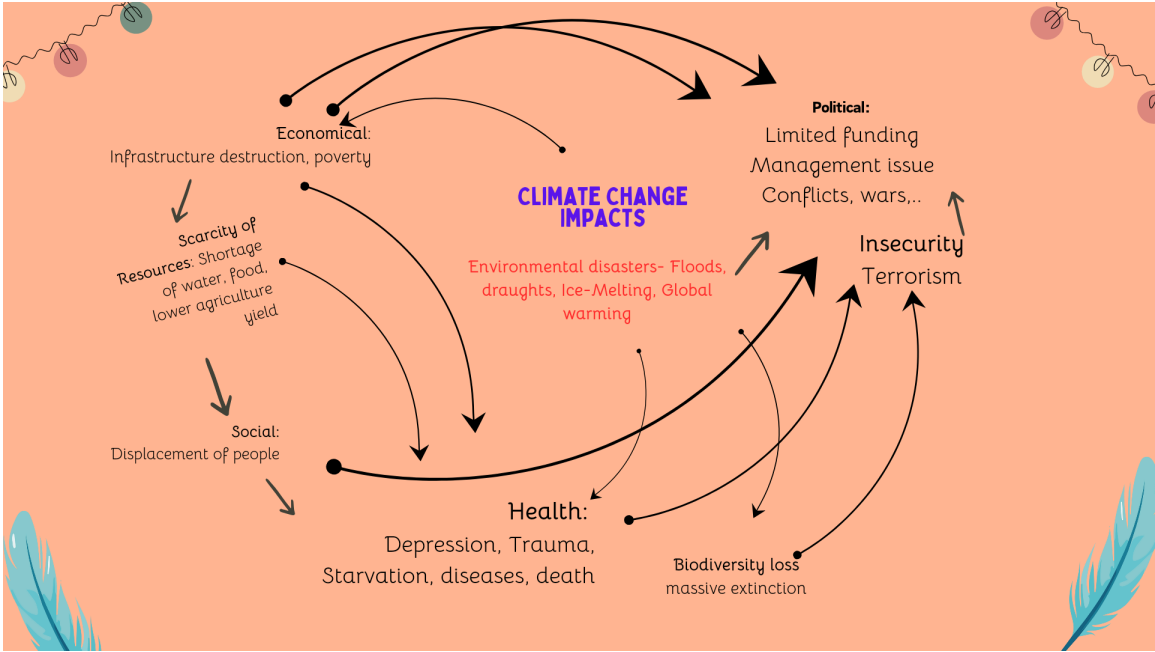 Economical:
Infrastructure destruction, poverty
Political:
Limited funding
Management issue
Conflicts, wars,..
CLIMATE CHANGE
IMPACTS
Scarcity of
Resources: Shortage
of water, food,
lower agriculture
yield
Environmental disasters- Floods,
draughts, Ice-Melting, Global
warming
Insecurity
Terrorism
Social:
Displacement of people
Health:
Depression, Trauma,
Starvation, diseases, death
Biodiversity loss
massive extinction